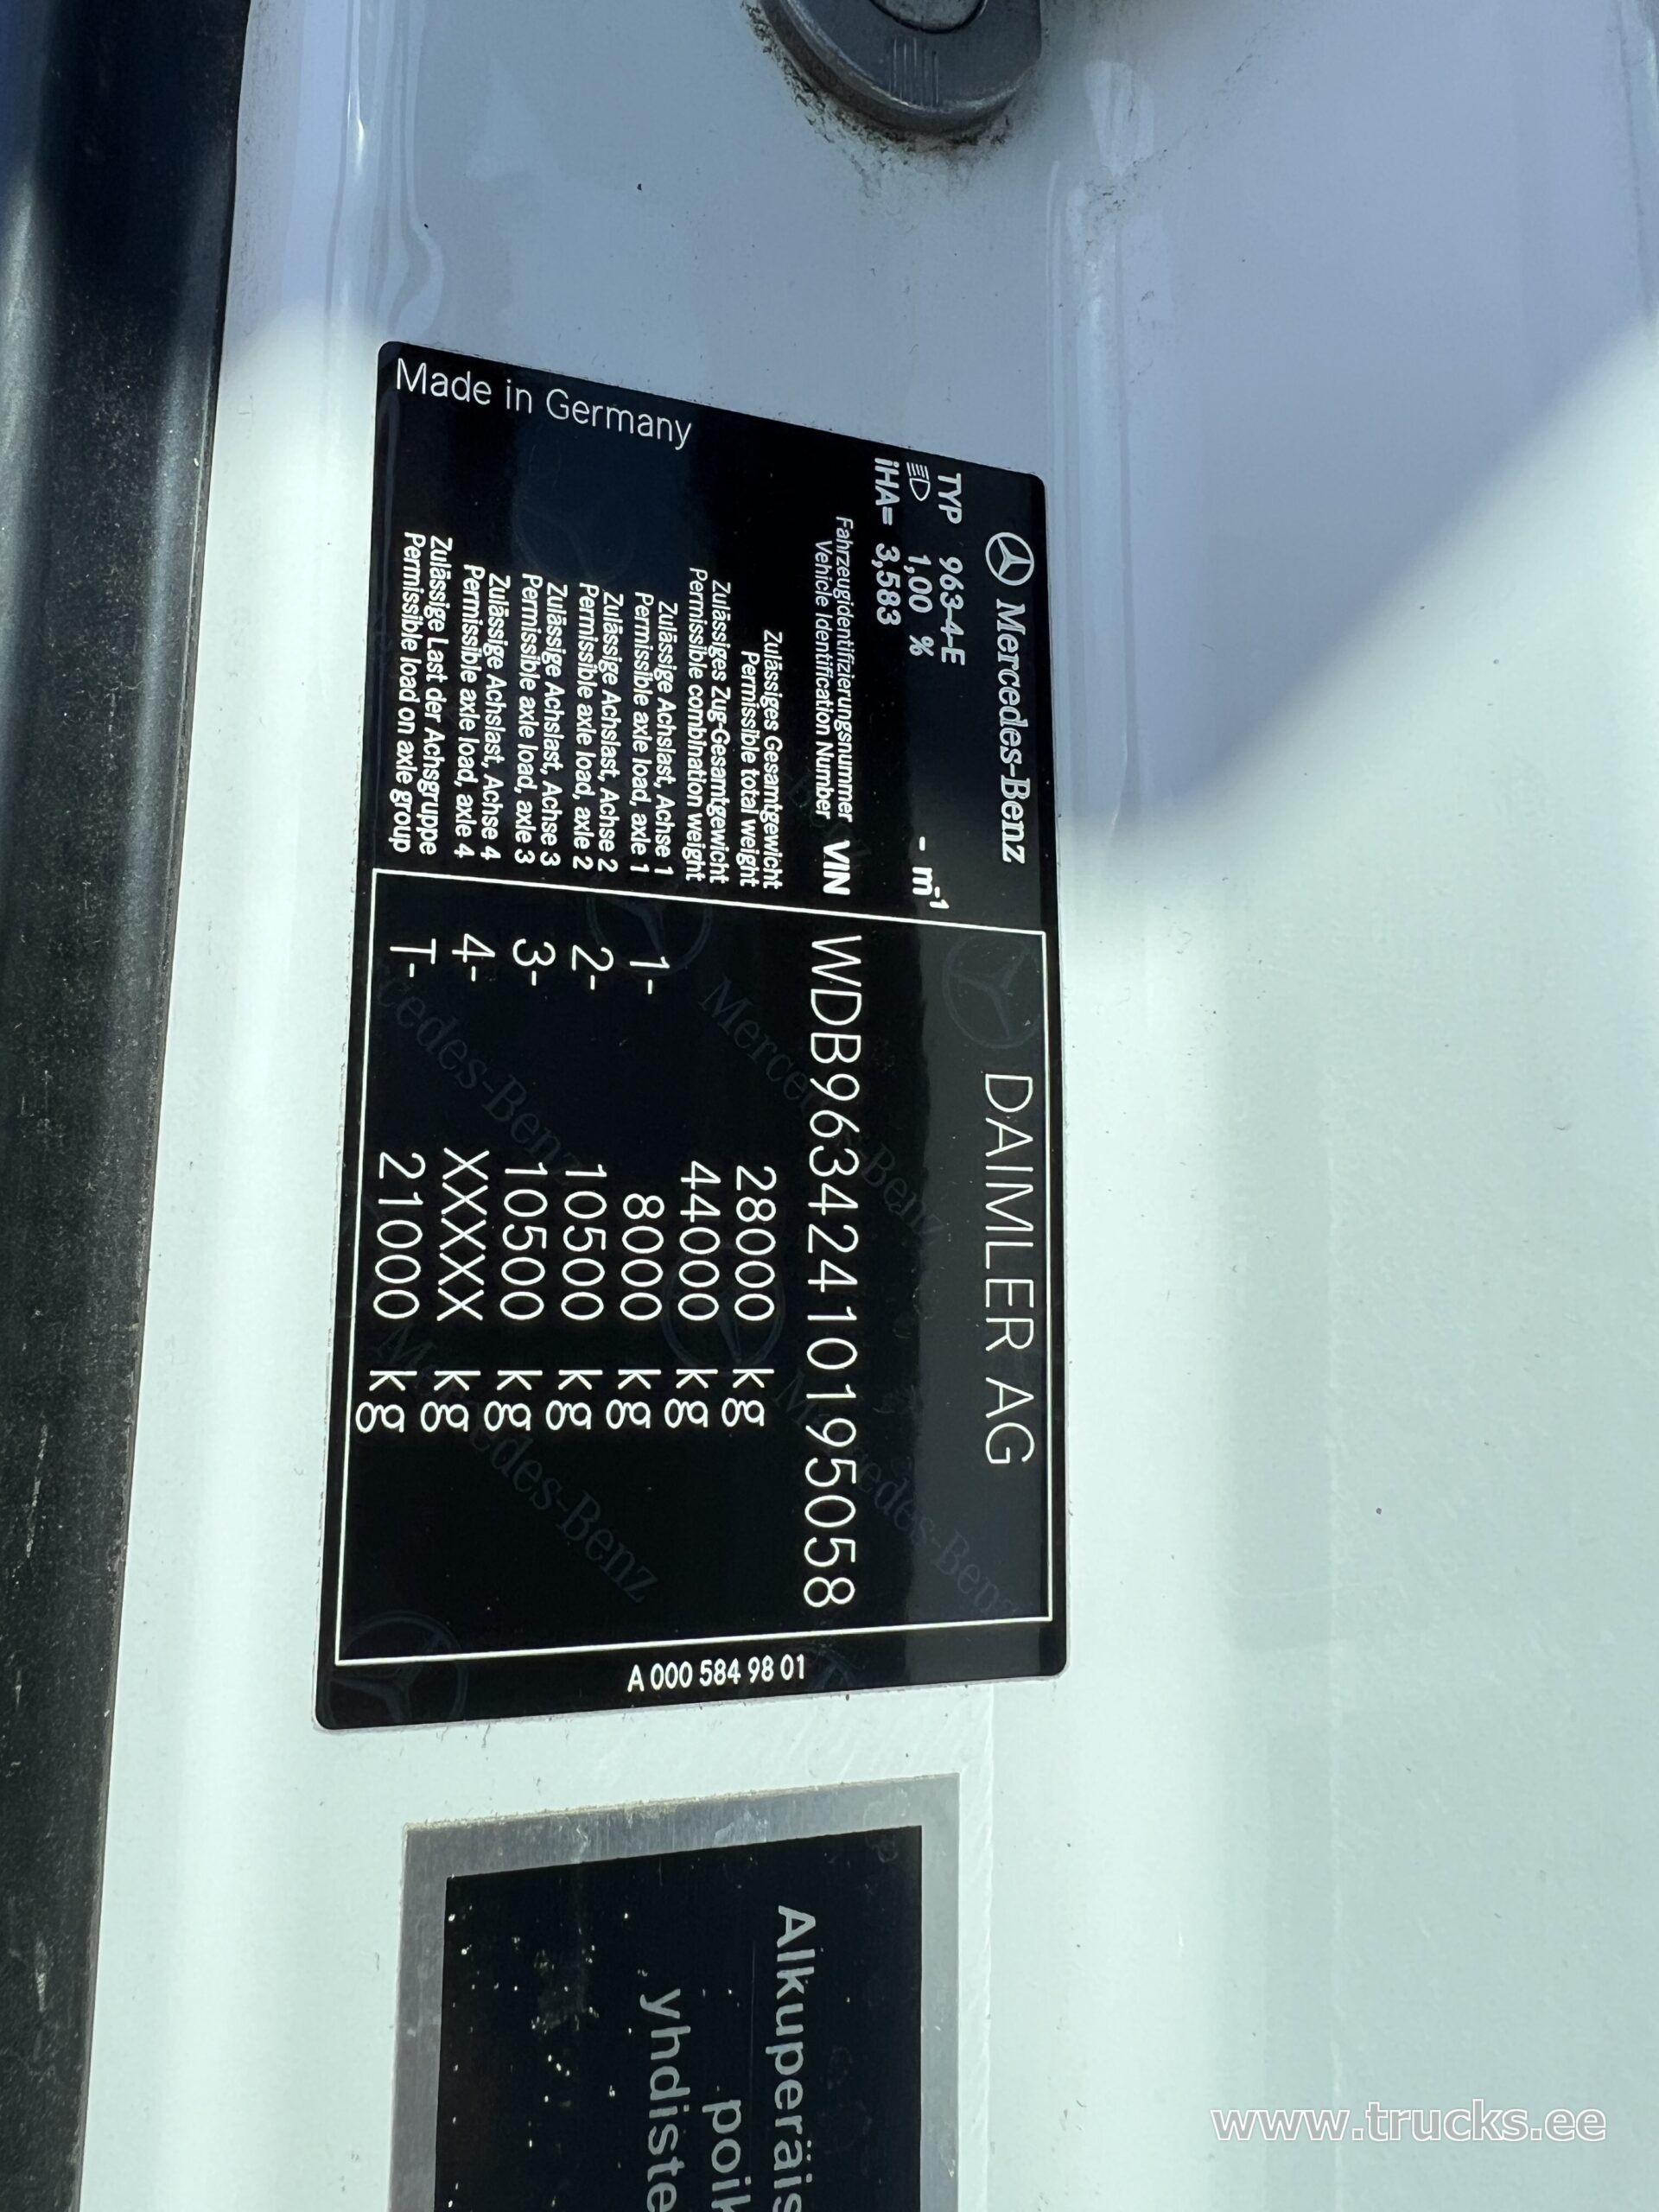 Mercedes-Benz
DAIMLER AG
TYP 963-4-E
1,00 % - m-1
iHA= 3,583
Fahrzeugidentifizierungsnummer
Vehicle Identification Number VIN WDB9634241019505​8
Zulässiges Gesamtgewicht
Permissible total weight 28000 kg
Zulässiges Zug-Gesamtgewicht
Permissible combination weight 44000 kg
Zulässige Achslast, Achse 1
Permissible axle load, axle 1 1- 8000 kg
Zulässige Achslast, Achse 2
Permissible axle load, axle 2 2- 10500 kg
Zulässige Achslast, Achse 3
Permissible axle load, axle 3 3- 10500 kg
Zulässige Achslast, Achse 4
Permissible axle load, axle 4 4- XXXXX kg
Zulässige Last der Achsgruppe
Permissible load on axle group T- 21000 kg
Made in Germany
A 000 584 98 01
Alkuperäis
poik
yhdiste
www.trucks.ee